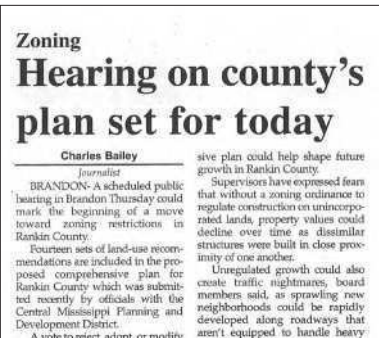 Zoning
Hearing on county's
plan set for today
Charles Bailey
Journalist
BRANDON- A scheduled public
hearing in Brandon Thursday could
mark the beginning of a move
toward zoning restrictions in
Rankin County.
Fourteen sets of land-use recom-
mendations are included in the pro-
posed comprehensive plan for
Rankin County which was submit-
ted recently by officials with the
Central Mississippi Planning and
Development District.
A vote to reject, adopt, or modify
sive plan could help shape future
growth in Rankin County.
Supervisors have expressed fears
that without a zoning ordinance to
regulate construction on unincorpo-
rated lands, property values could
decline over time as dissimilar
structures were built in close prox-
imity of one another.
Unregulated growth could also
create traffic nightmares, board
members said, as sprawling new
neighborhoods could be rapidly
developed along roadways that
aren't equipped to handle heavy